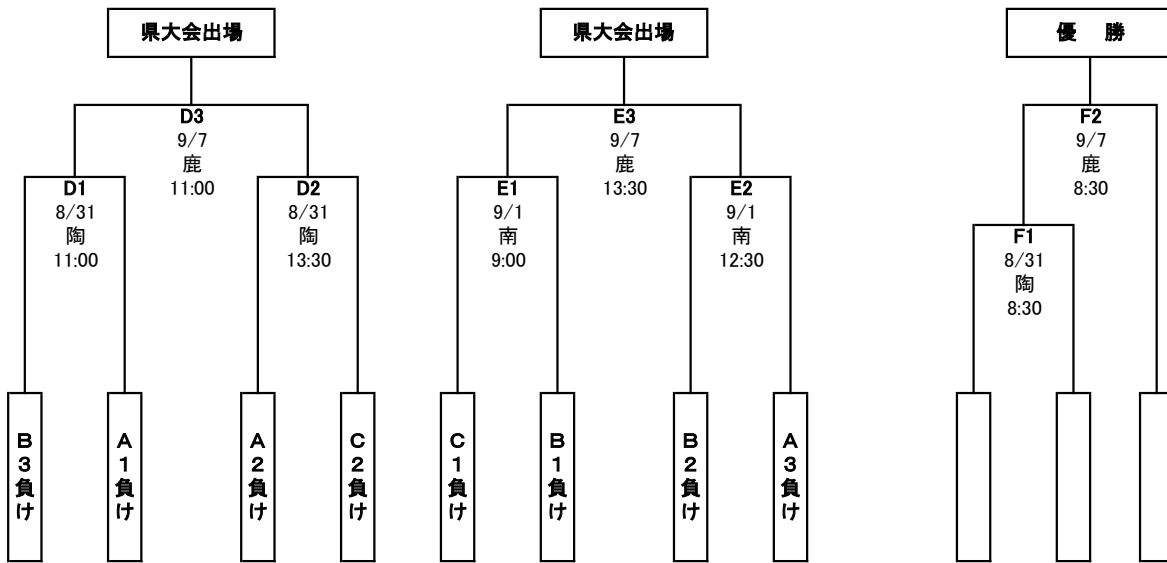 県大会出場
県大会出場
優　勝
D3
9/7
鹿
11:00
E3
9/7
鹿
13:30
F2
9/7
鹿
8:30
D1
8/31
陶
11:00
D2
8/31
陶
13:30
E1
9/1
南
9:00
E2
9/1
南
12:30
F1
8/31
陶
8:30
B3負け
A1負け
A2負け
C2負け
C1負け
B1負け
B2負け
A3負け